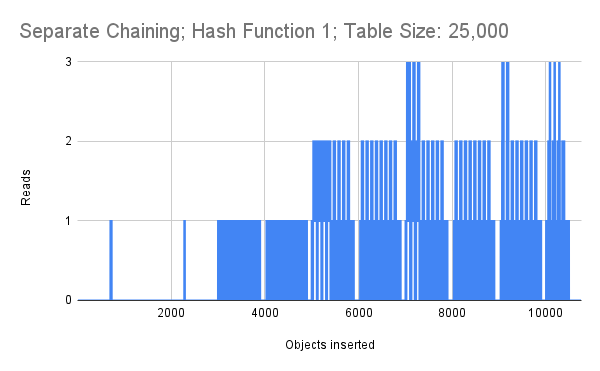 Separate Chaining; Hash Function 1; Table Size: 25,000
3
2
1
0
Reads
2000 4000 6000 8000 10000
Objects inserted